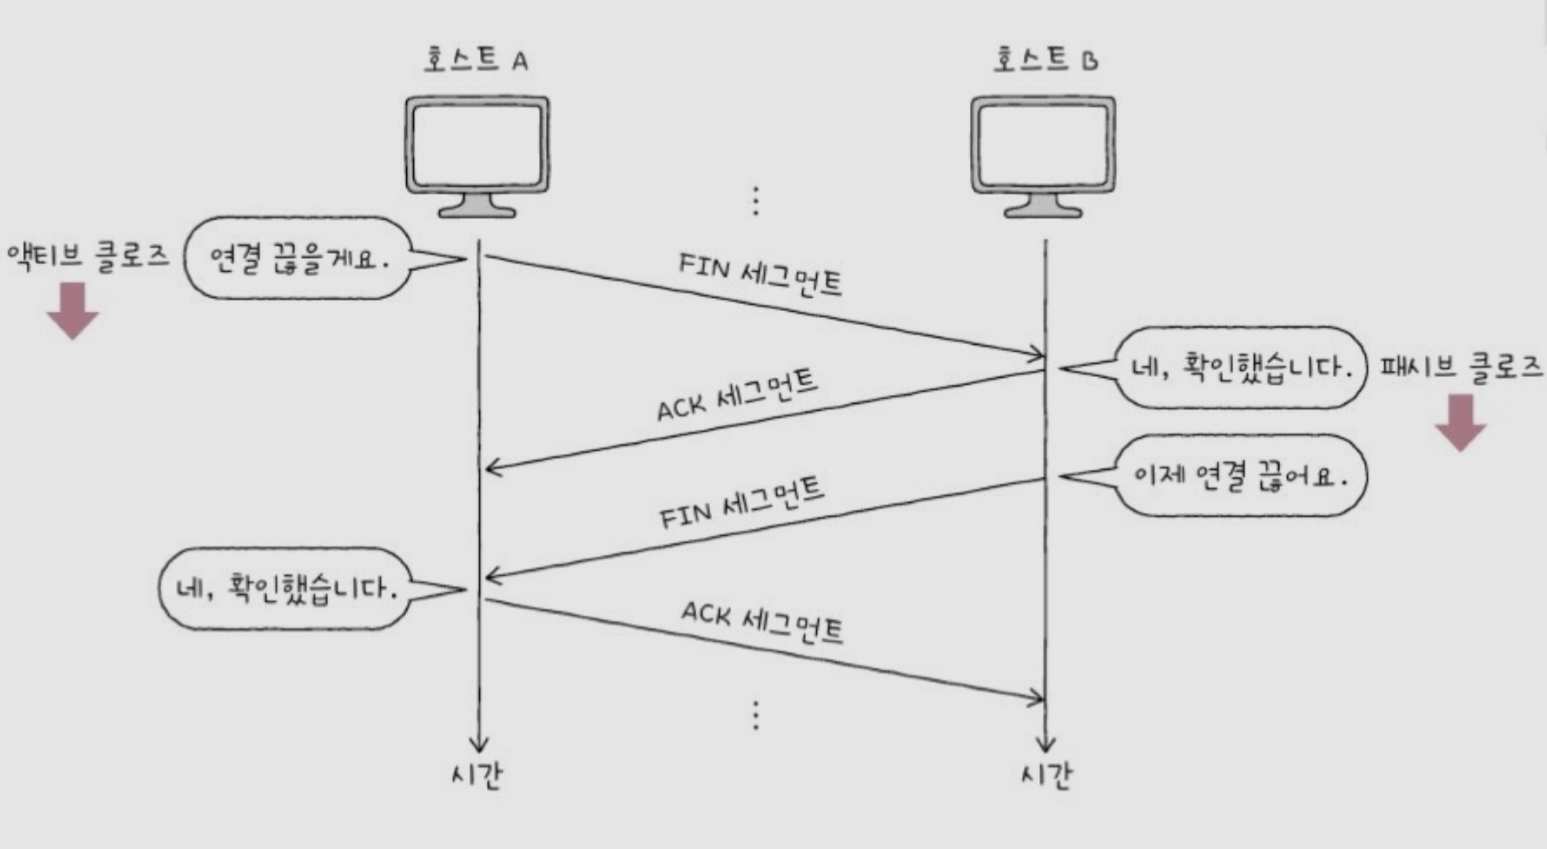 호스트 A
호스트 B
⋮
액티브 클로즈
연결 끊을게요.
FIN 세그먼트
네, 확인했습니다.
패시브 클로즈
ACK 세그먼트
이제 연결 끊어요.
FIN 세그먼트
네, 확인했습니다.
ACK 세그먼트
⋮
시간
시간